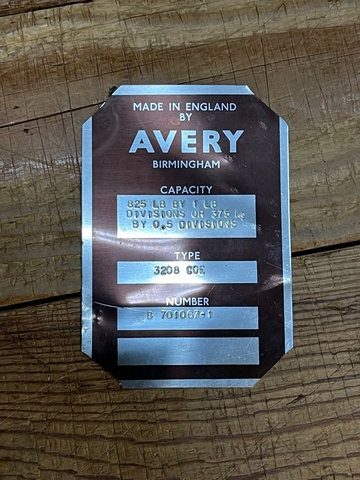 MADE IN ENGLAND
BY
AVERY
BIRMINGHAM
CAPACITY
825 LB BY 1 LB
DIVISIONS OR 375 kg
BY 0.5 DIVISIONS
TYPE
3208 COE
NUMBER
B 701067-1